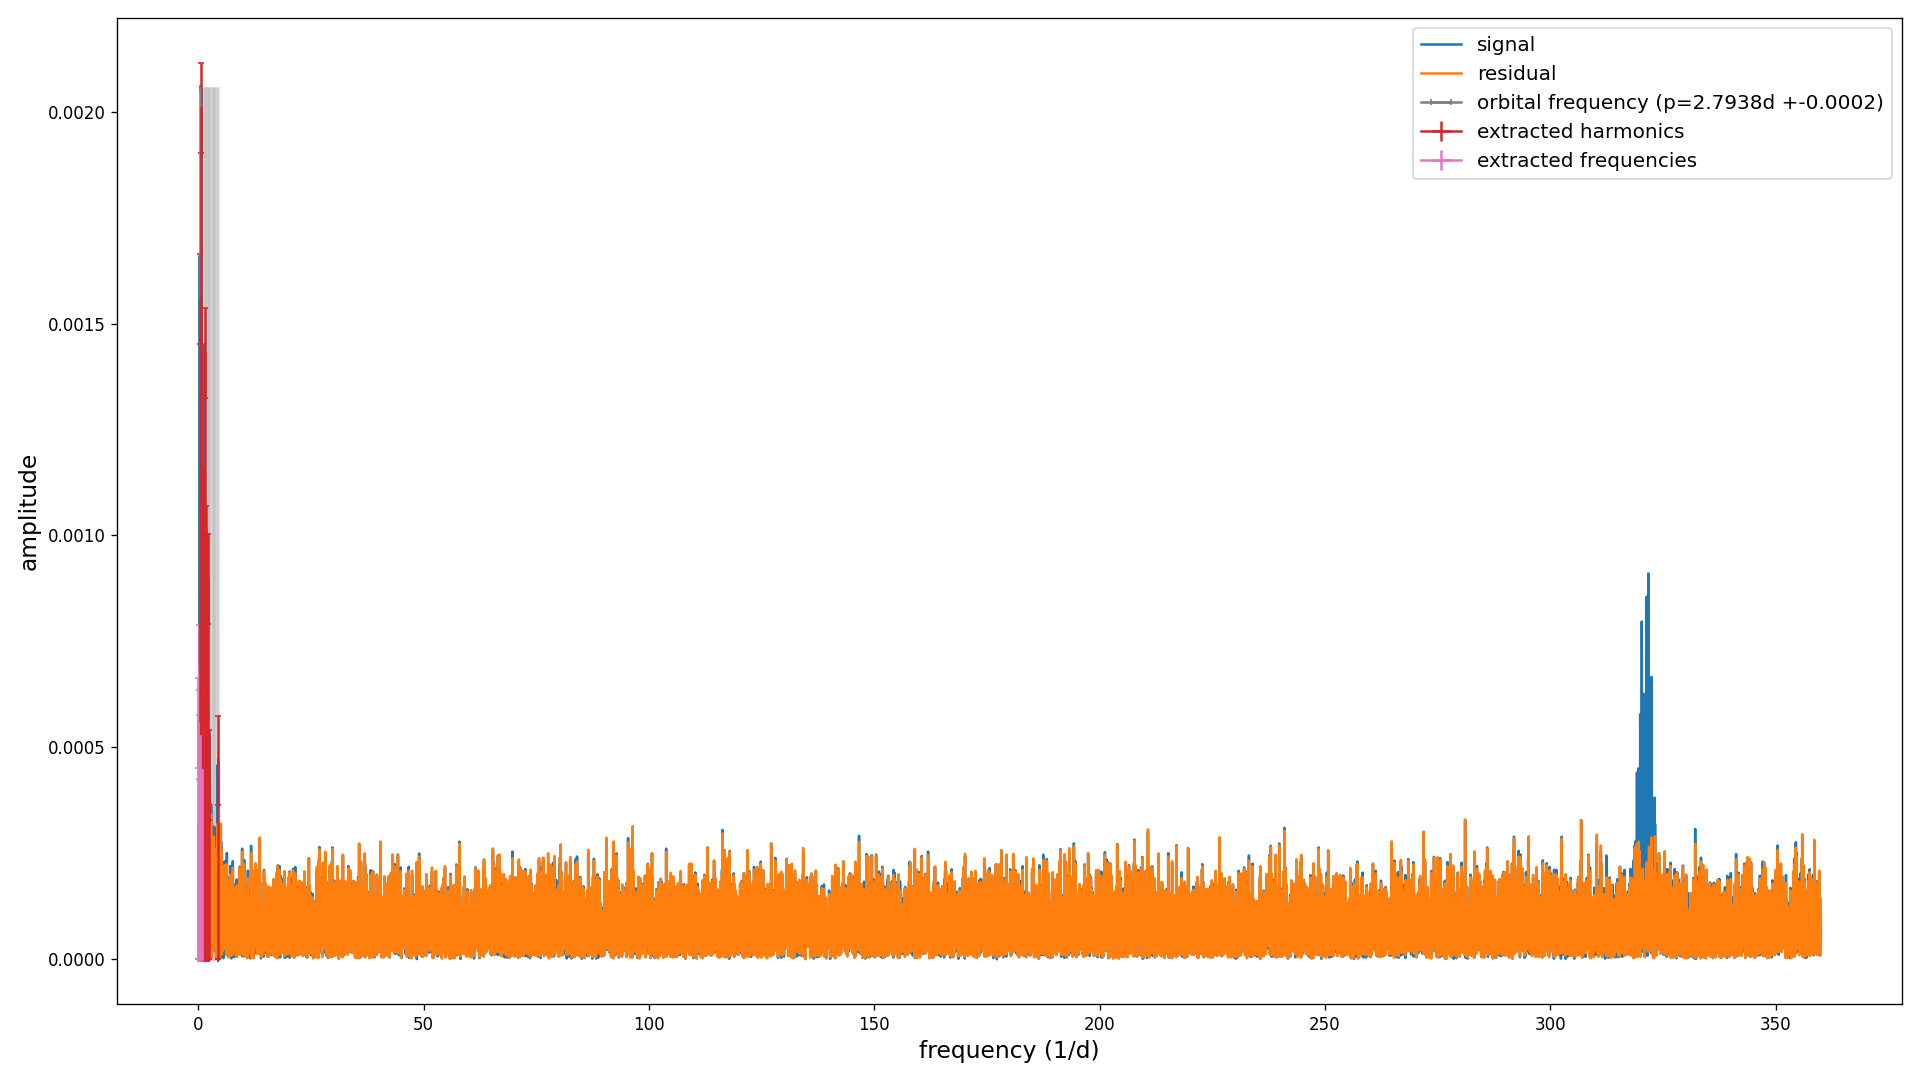 signal
residual
orbital frequency (p=2.7938d +-0.0002)
extracted harmonics
extracted frequencies
amplitude
0.0020
0.0015
0.0010
0.0005
0.0000
0 50 100 150 200 250 300 350
frequency (1/d)